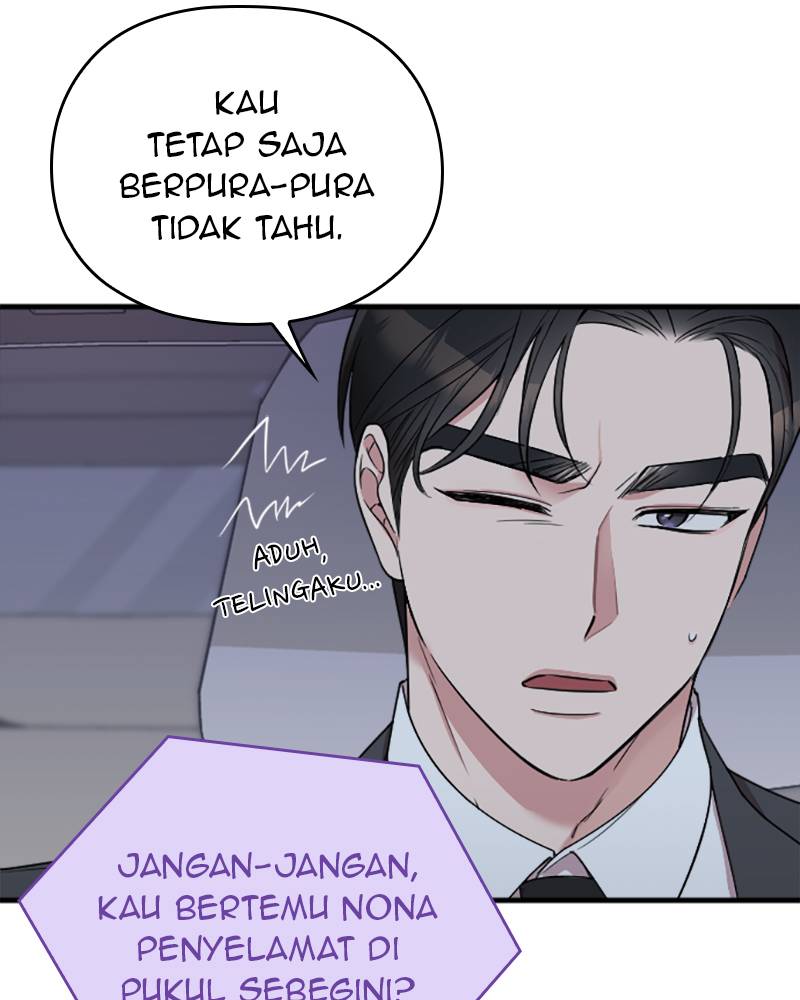 KAU
TETAP SAJA
BERPURA-PURA
TIDAK TAHU.
ADUH,
TELINGAKU...
JANGAN-JANGAN,
KAU BERTEMU NONA
PENYELAMAT DI
PUKUL SEBEGINI?